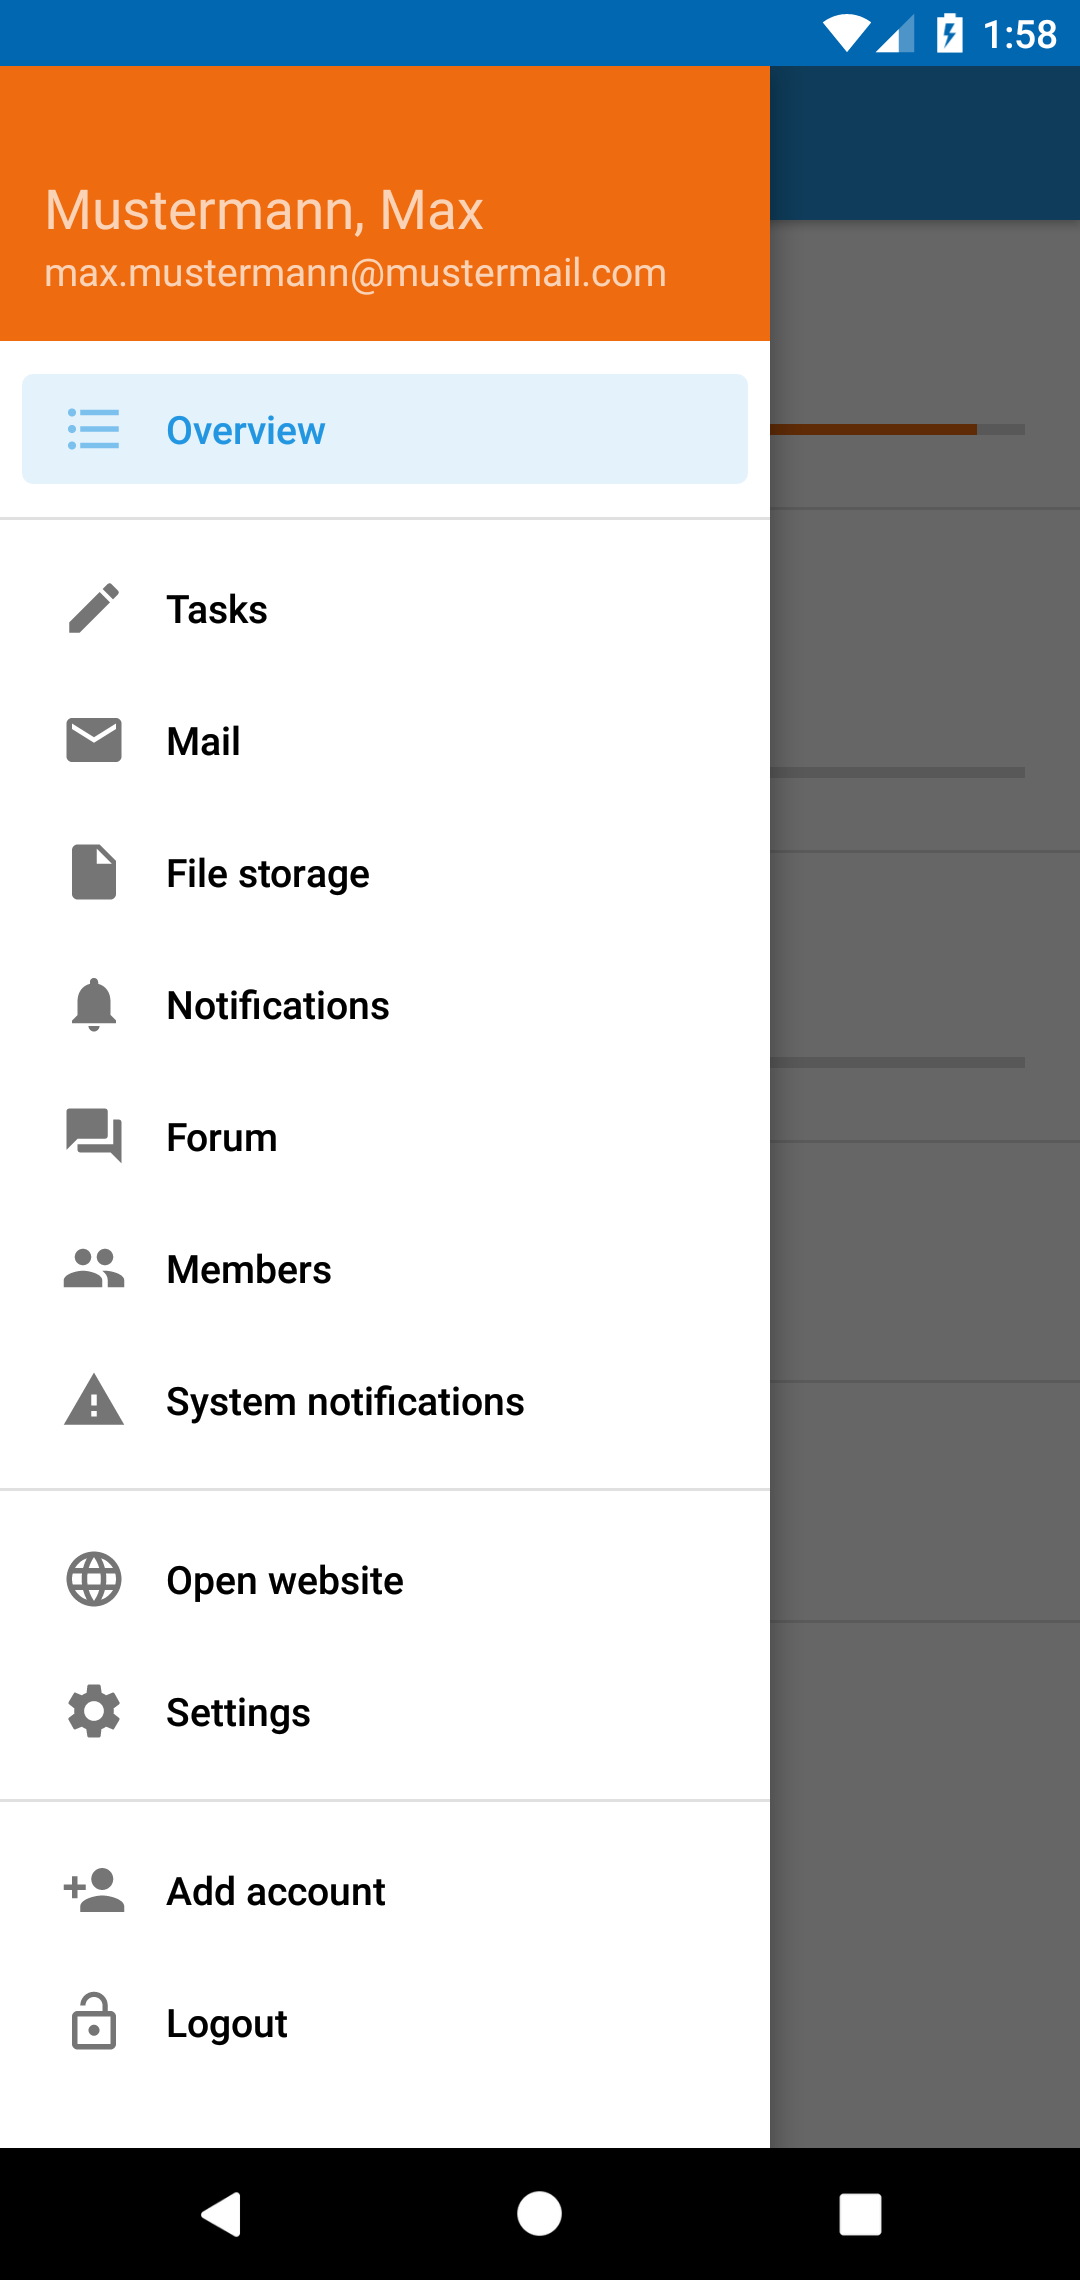 1:58
Mustermann, Max
max.mustermann@mustermail.com
Overview
Tasks
Mail
File storage
Notifications
Forum
Members
System notifications
Open website
Settings
Add account
Logout